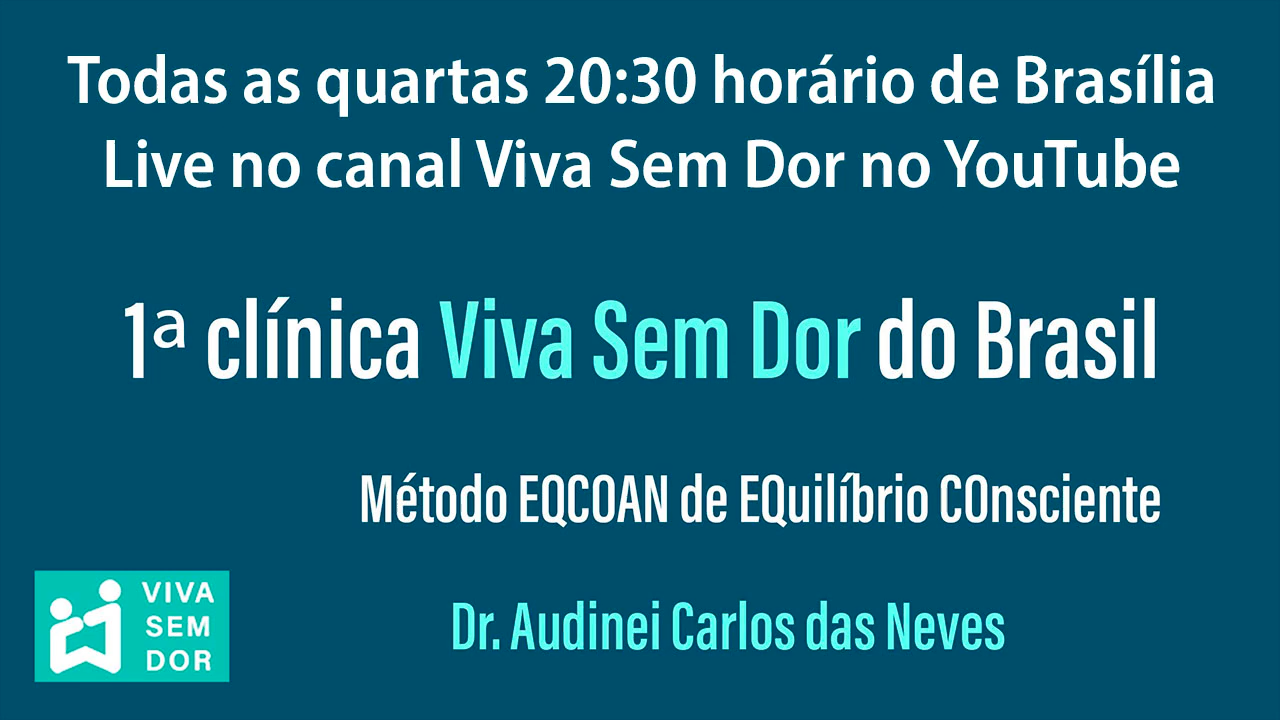 Todas as quartas 20:30 horário de Brasília
Live no canal Viva Sem Dor no YouTube
1ª clínica Viva Sem Dor do Brasil
Método EQCOAN de EQuilíbrio COnsciente
VIVA
SEM
DOR
Dr. Audinei Carlos das Neves